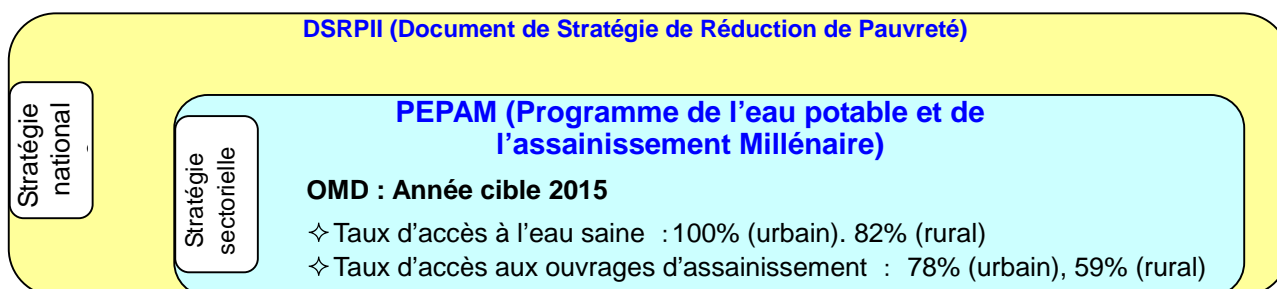 DSRPII (Document de Stratégie de Réduction de Pauvreté)
Stratégie
national
PEPAM (Programme de l'eau potable et de
l'assainissement Millénaire)
Stratégie
sectorielle
OMD : Année cible 2015
✧Taux d'accès à l'eau saine :100% (urbain). 82% (rural)
✧Taux d'accès aux ouvrages d'assainissement : 78% (urbain), 59% (rural)